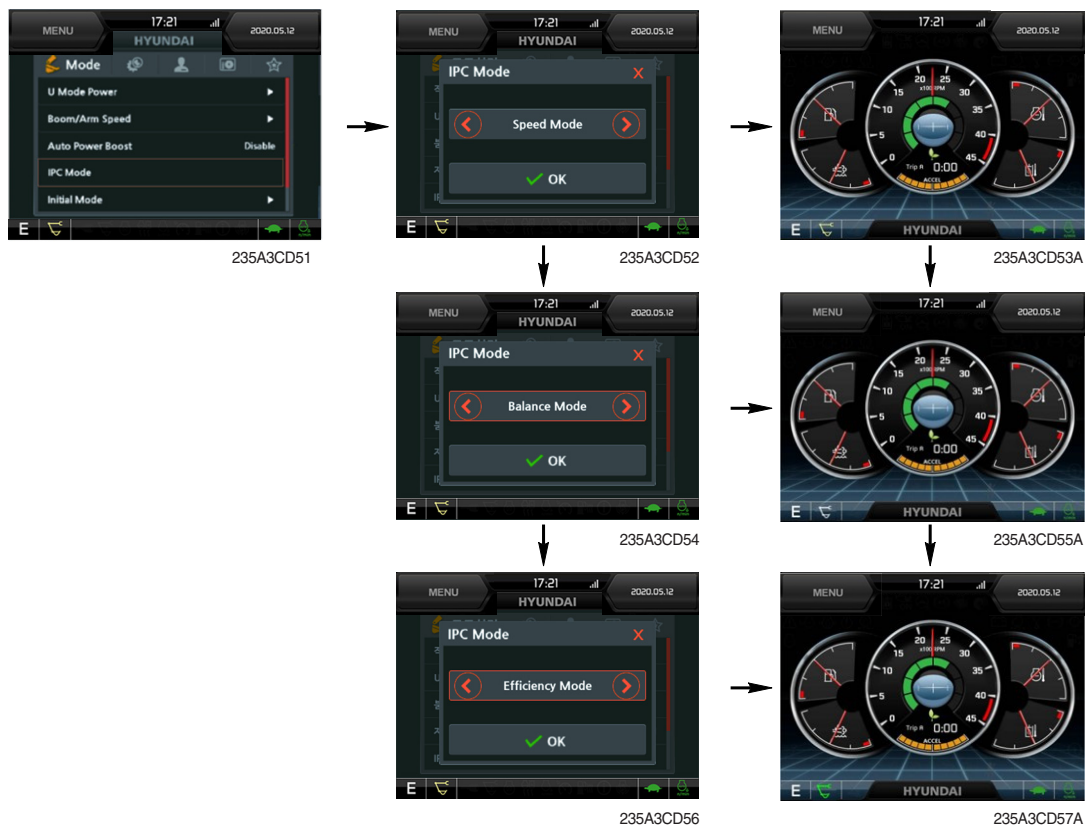 MENU
17:21
2020.05.12
HYUNDAI
Mode
U Mode Power
Boom/Arm Speed
Auto Power Boost Disable
IPC Mode
Initial Mode
E
235A3CD51
MENU
17:21
2020.05.12
HYUNDAI
IPC Mode X
Speed Mode
OK
E
235A3CD52
MENU
17:21
2020.05.12
0 5 10 15 20 25 30 35 40 45
x100 RPM
Trip A 0:00
ACCEL
E
HYUNDAI
235A3CD53A
MENU
17:21
2020.05.12
HYUNDAI
IPC Mode X
Balance Mode
OK
E
235A3CD54
MENU
17:21
2020.05.12
0 5 10 15 20 25 30 35 40 45
x100 RPM
Trip A 0:00
ACCEL
E
HYUNDAI
235A3CD55A
MENU
17:21
2020.05.12
HYUNDAI
IPC Mode X
Efficiency Mode
OK
E
235A3CD56
MENU
17:21
2020.05.12
0 5 10 15 20 25 30 35 40 45
x100 RPM
Trip A 0:00
ACCEL
E
HYUNDAI
235A3CD57A